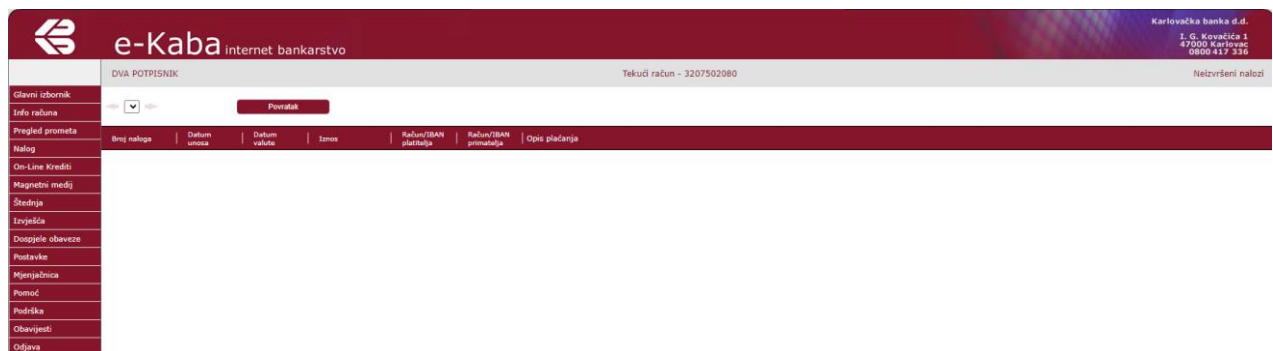 Karlovačka banka d.d.
I. G. Kovačića 1
47000 Karlovac
0800 417 336
e-Kaba internet bankarstvo
DVA POTPISNIK
Tekući račun - 3207502080
Neizvršeni nalozi
Glavni izbornik
Info računa
Pregled prometa
Nalog
On-Line Krediti
Magnetni medij
Štednja
Izvješća
Dospjele obaveze
Postavke
Mjenjačnica
Pomoć
Podrška
Obavijesti
Odjava
Povratak
Broj naloga
Datum
unosa
Datum
valute
Iznos
Račun/IBAN
platitelja
Račun/IBAN
primatelja
Opis plaćanja